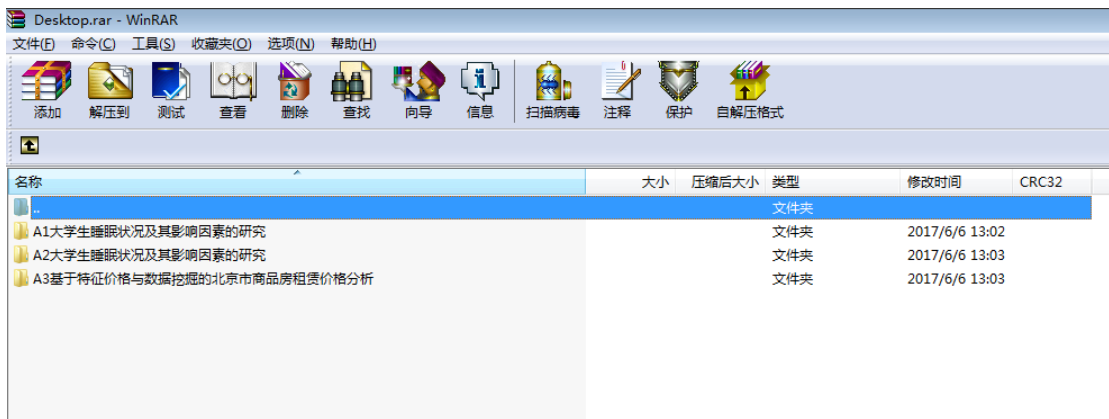 Desktop.rar - WinRAR
文件(F) 命令(C) 工具(S) 收藏夹(O) 选项(N) 帮助(H)
添加 解压到 测试 查看 删除 查找 向导 信息 扫描病毒 注释 保护 自解压格式
名称 大小 压缩后大小 类型 修改时间 CRC32
.. 文件夹
A1大学生睡眠状况及其影响因素的研究 文件夹 2017/6/6 13:02
A2大学生睡眠状况及其影响因素的研究 文件夹 2017/6/6 13:03
A3基于特征价格与数据挖掘的北京市商品房租赁价格分析 文件夹 2017/6/6 13:03